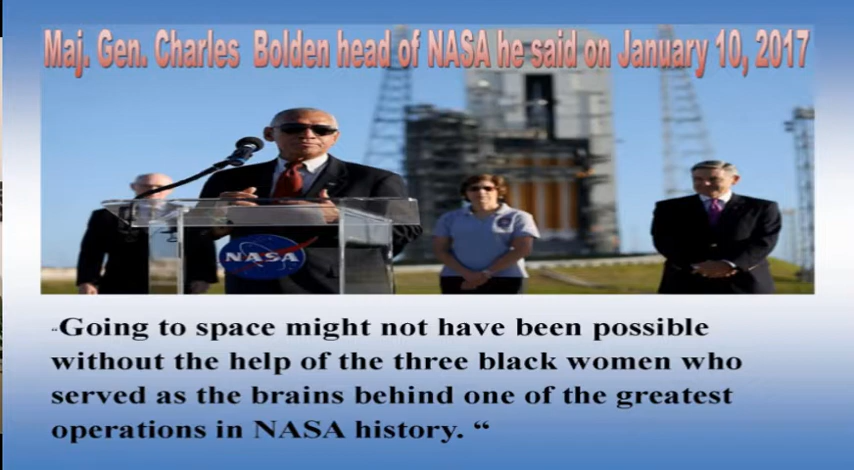 Maj. Gen. Charles Bolden head of NASA he said on January 10, 2017
NASA
“Going to space might not have been possible
without the help of the three black women who
served as the brains behind one of the greatest
operations in NASA history. “